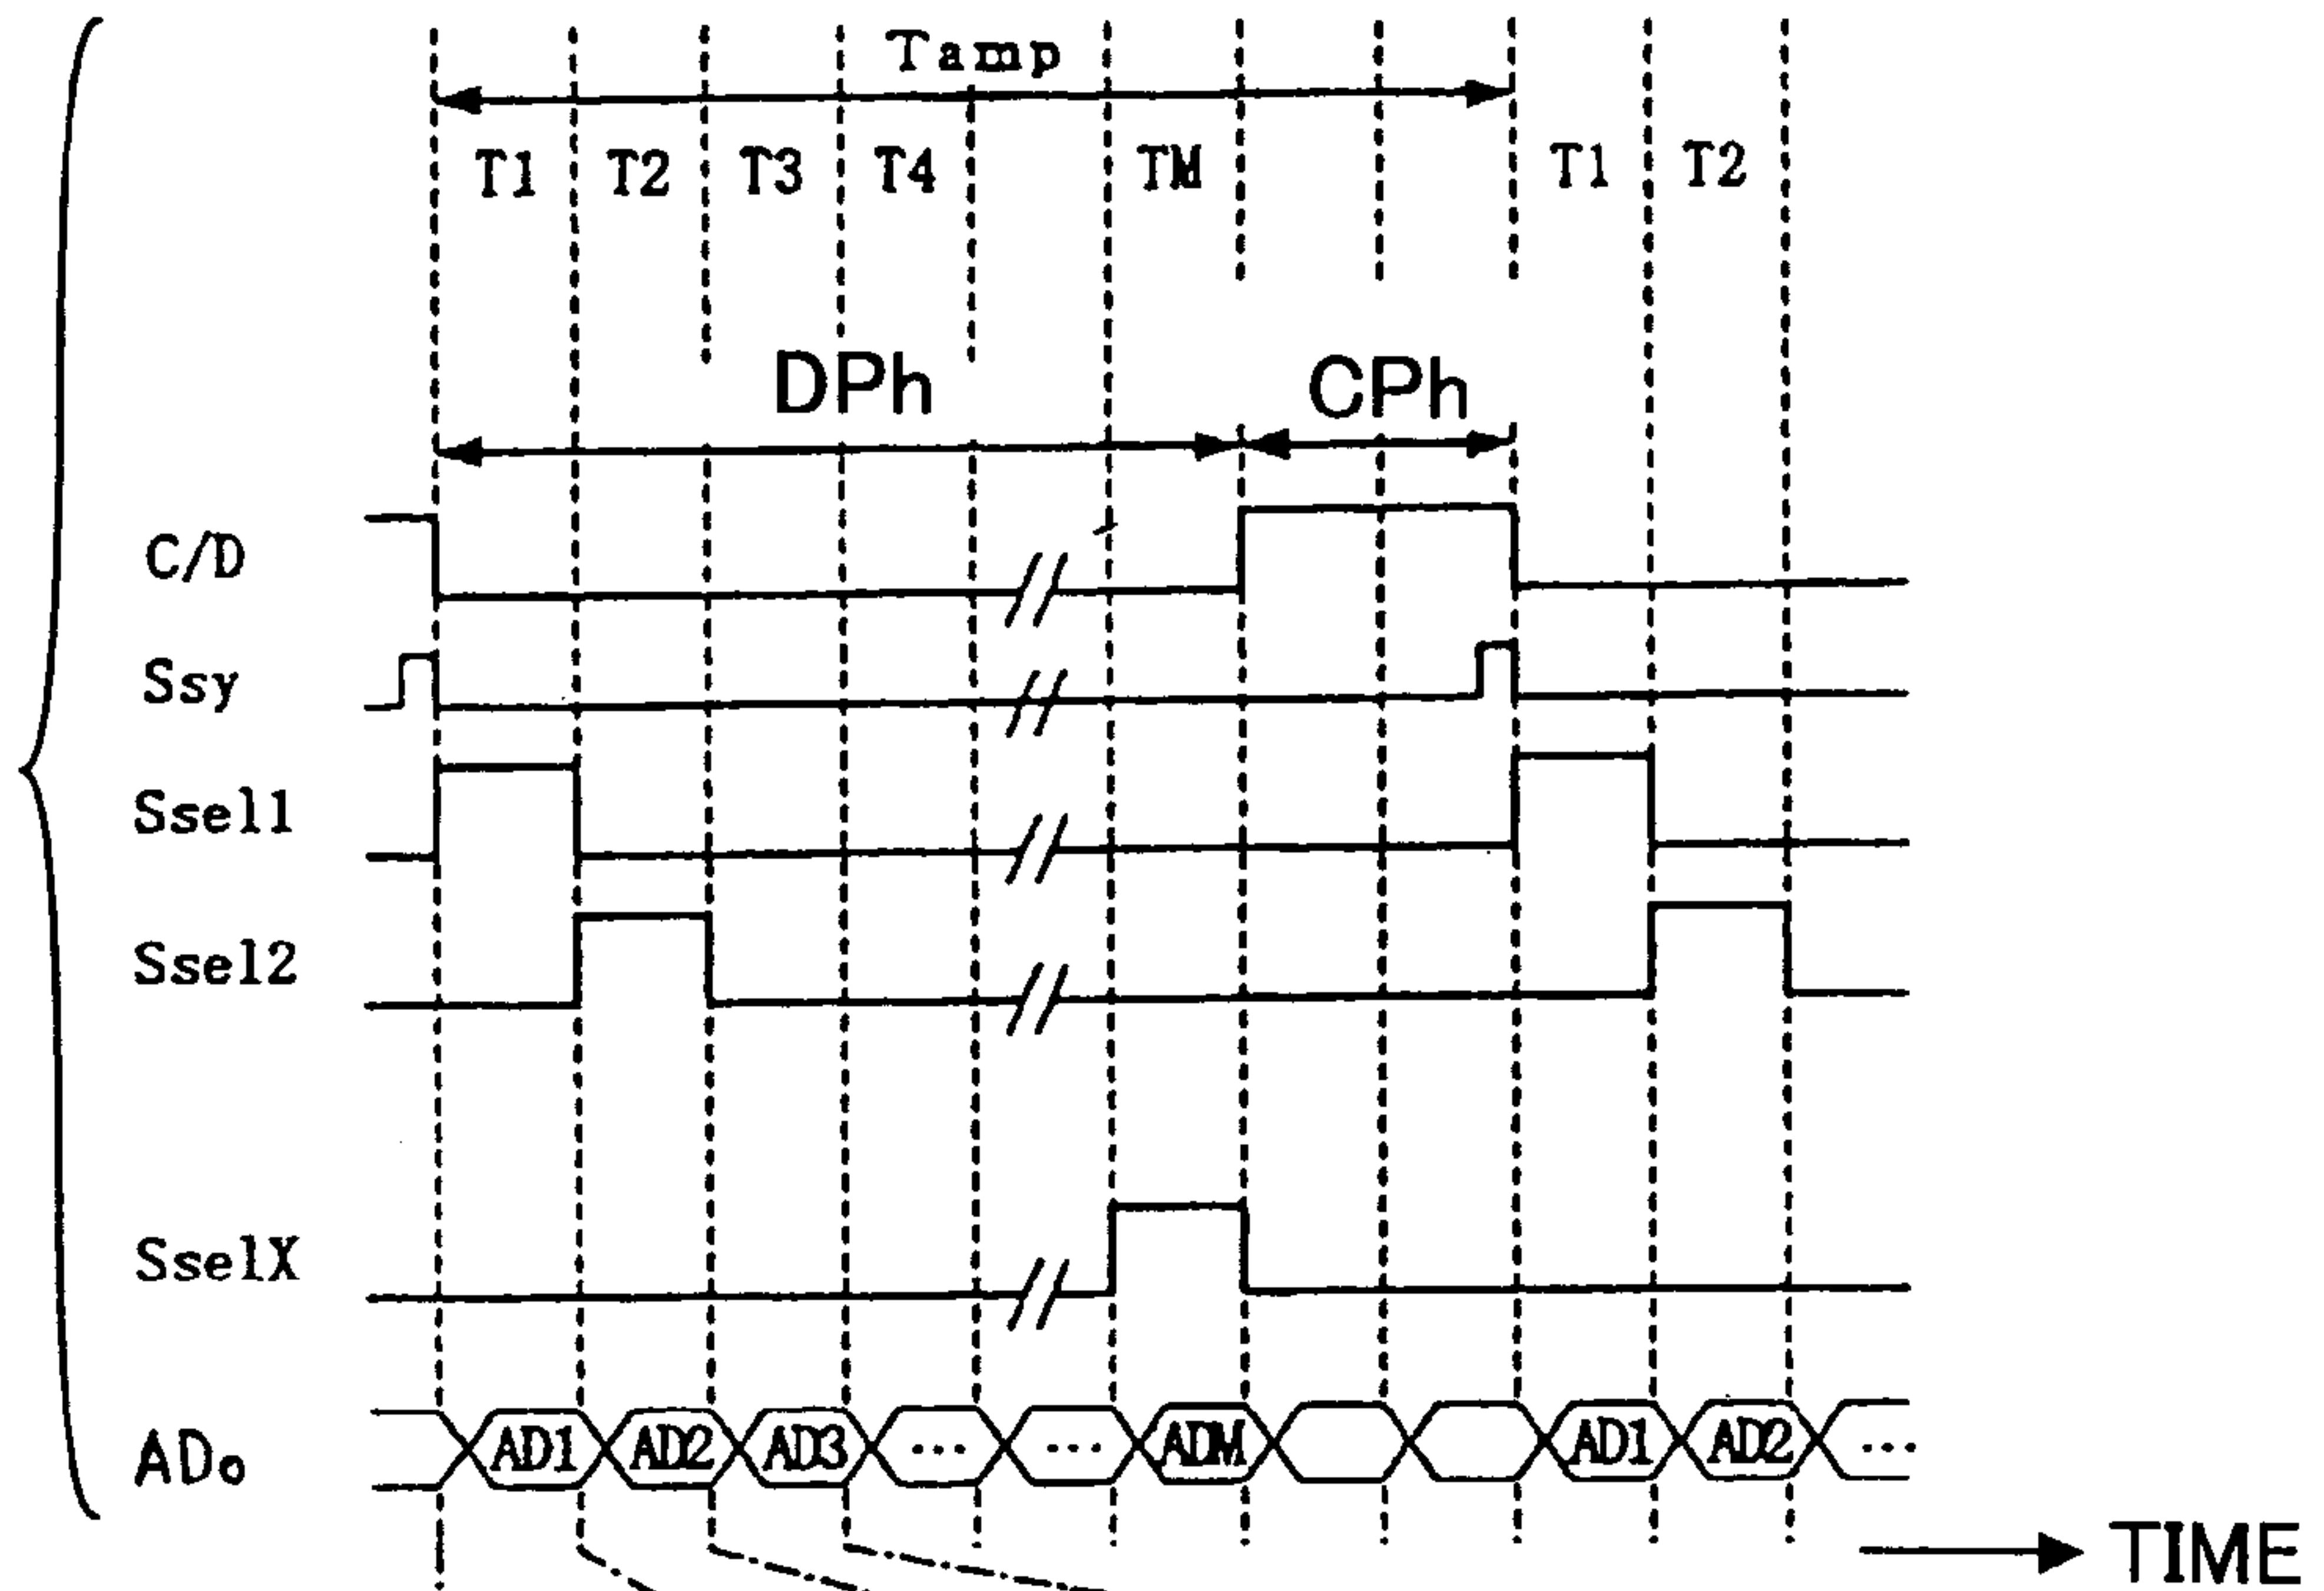 Tamp
T1 T2 T3 T4 TM T1 T2
DPh CPh
C/D
Ssy
Ssel1
Ssel2
SselX
ADo AD1 AD2 AD3 ... ... ADM AD1 AD2 ...
TIME